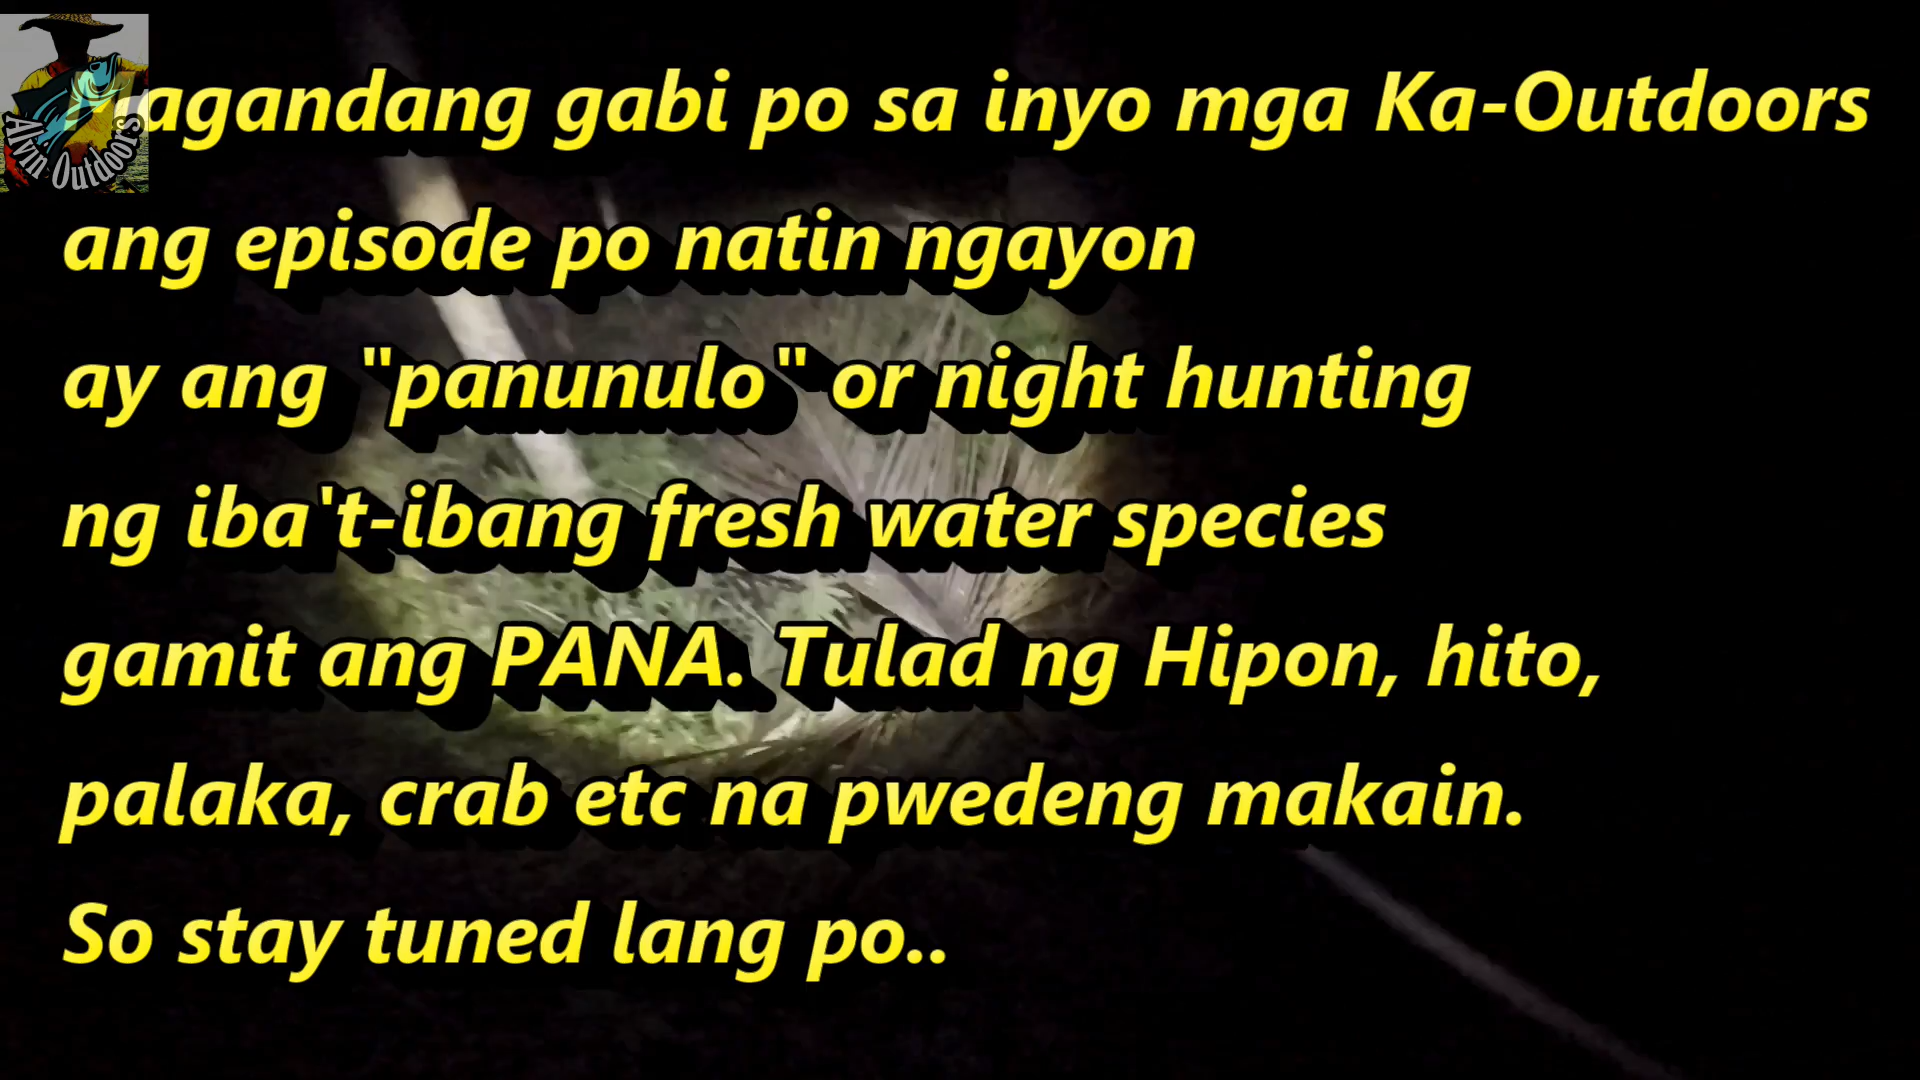 Alvin Outdoors
Magandang gabi po sa inyo mga Ka-Outdoors
ang episode po natin ngayon
ay ang "panunulo" or night hunting
ng iba't-ibang fresh water species
gamit ang PANA. Tulad ng Hipon, hito,
palaka, crab etc na pwedeng makain.
So stay tuned lang po..